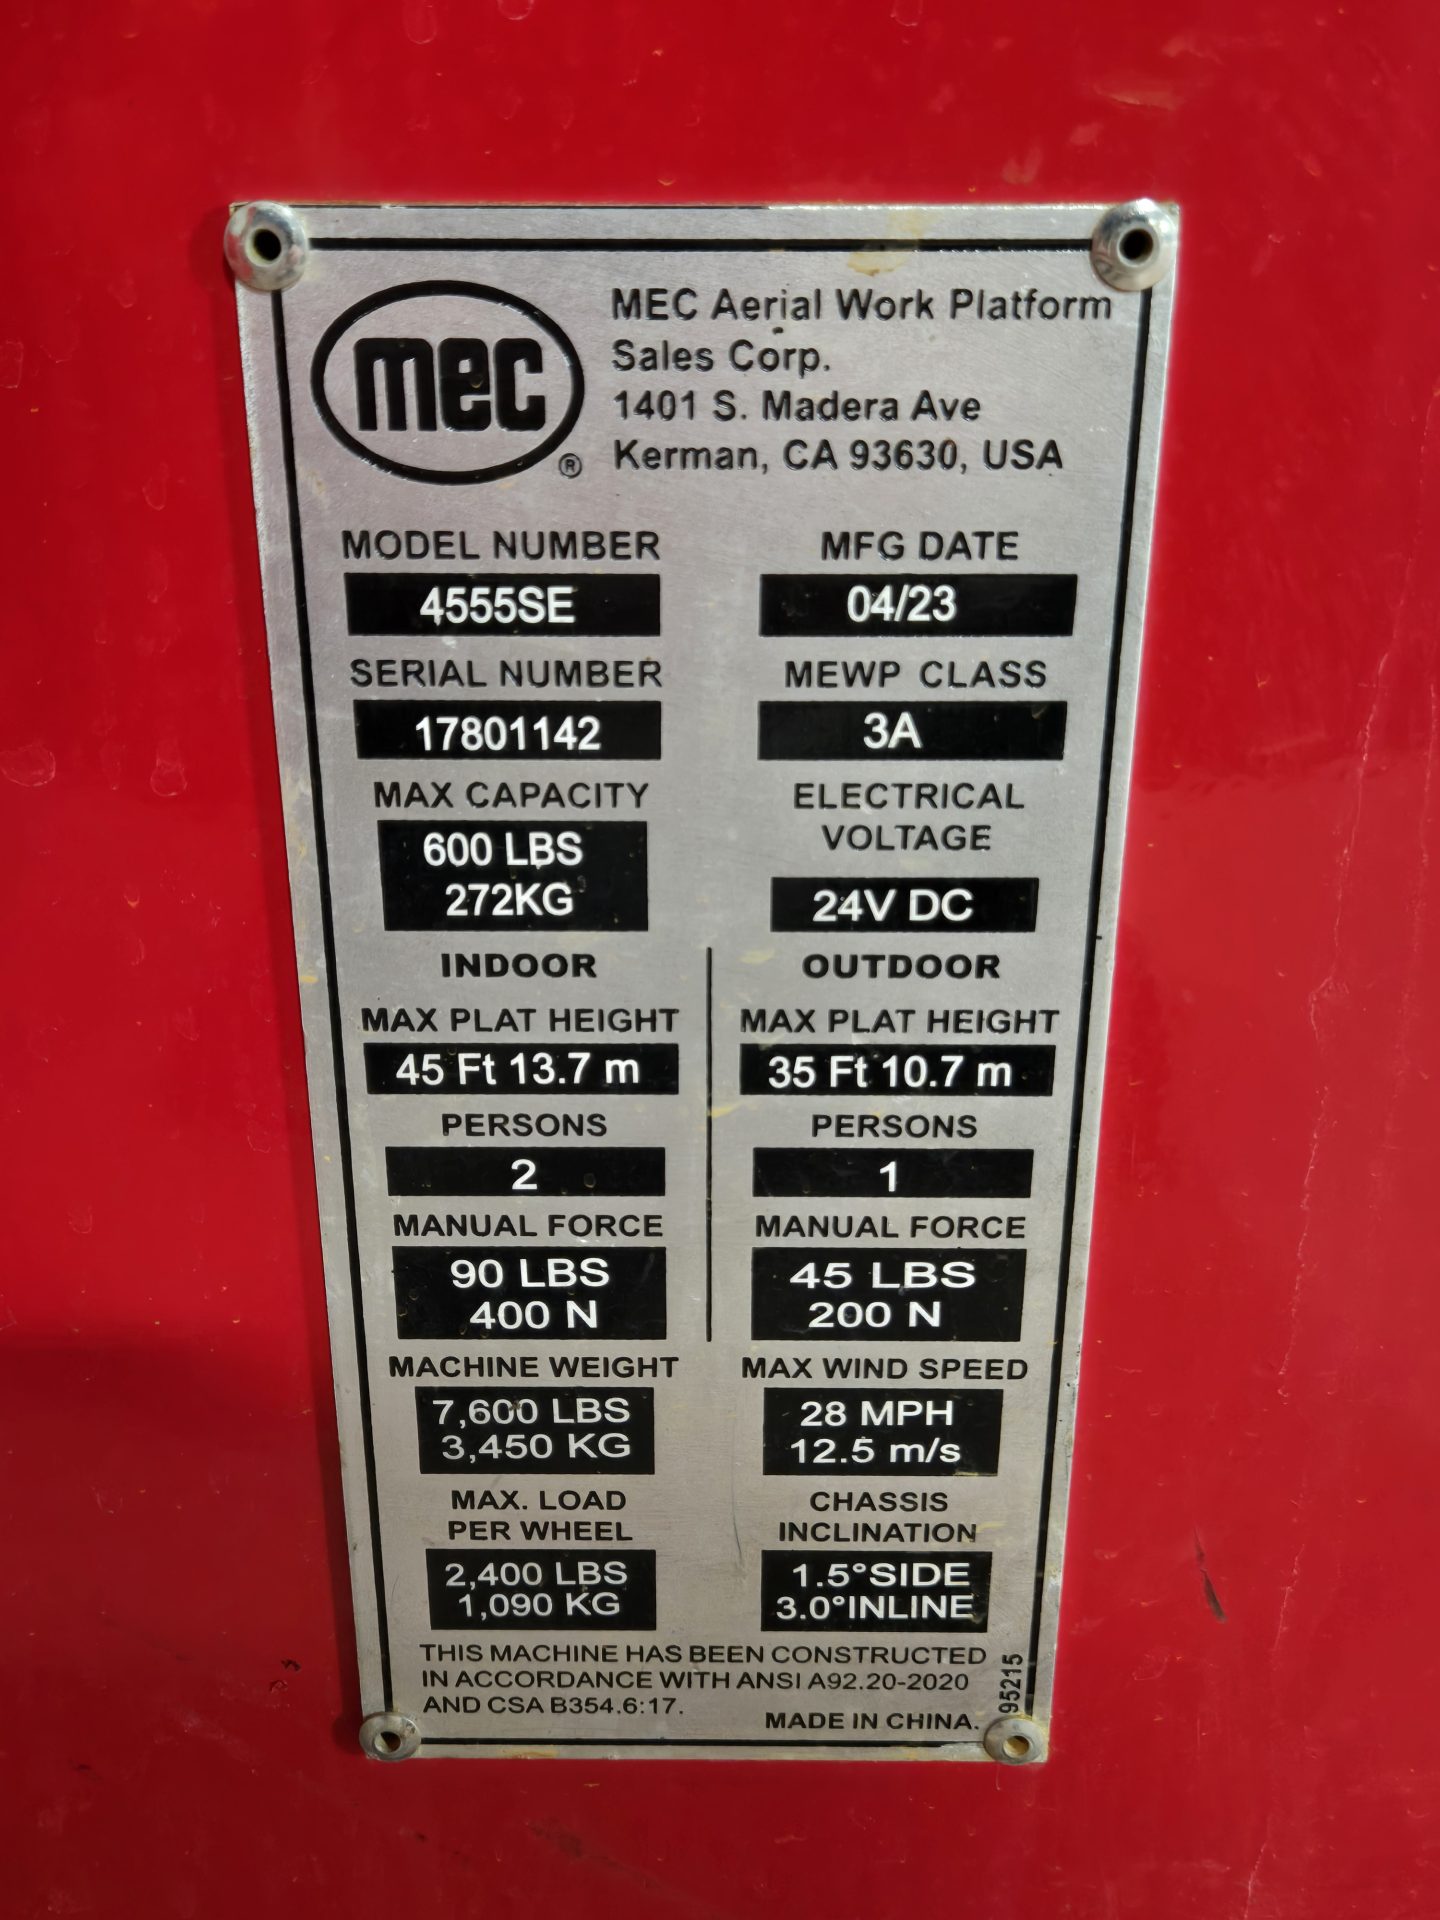 mec
®
MEC Aerial Work Platform
Sales Corp.
1401 S. Madera Ave
Kerman, CA 93630, USA
MODEL NUMBER
4555SE
MFG DATE
04/23
SERIAL NUMBER
17801142
MEWP CLASS
3A
MAX CAPACITY
600 LBS
272KG
ELECTRICAL
VOLTAGE
24V DC
INDOOR
MAX PLAT HEIGHT
45 Ft 13.7 m
PERSONS
2
MANUAL FORCE
90 LBS
400 N
OUTDOOR
MAX PLAT HEIGHT
35 Ft 10.7 m
PERSONS
1
MANUAL FORCE
45 LBS
200 N
MACHINE WEIGHT
7,600 LBS
3,450 KG
MAX WIND SPEED
28 MPH
12.5 m/s
MAX. LOAD
PER WHEEL
2,400 LBS
1,090 KG
CHASSIS
INCLINATION
1.5°SIDE
3.0°INLINE
THIS MACHINE HAS BEEN CONSTRUCTED
IN ACCORDANCE WITH ANSI A92.20-2020
AND CSA B354.6:17.
MADE IN CHINA.
95215